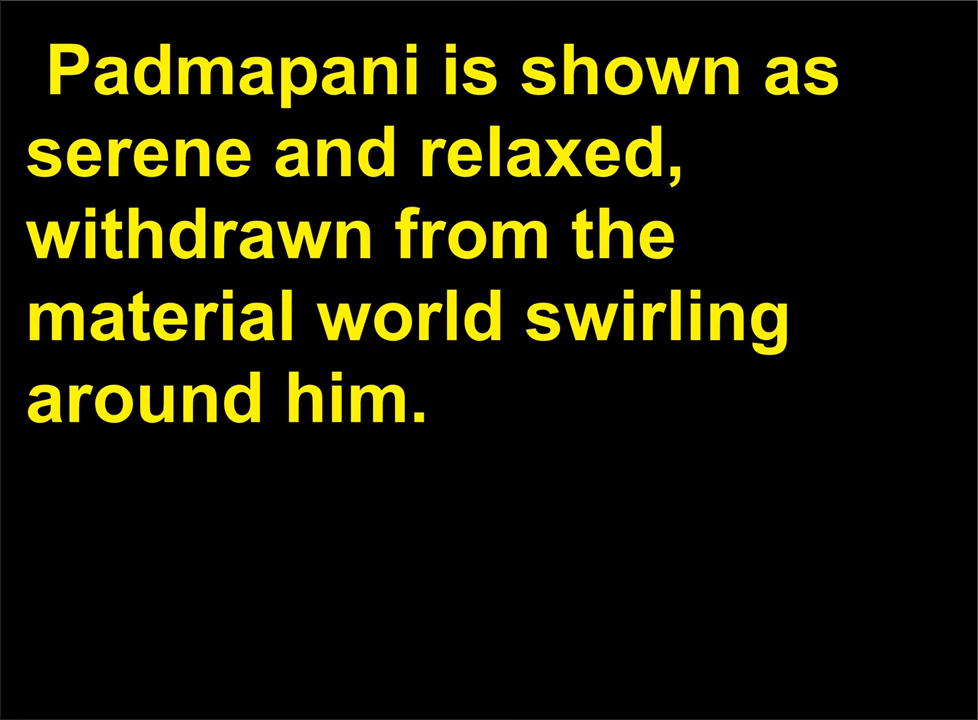 Padmapani is shown as
serene and relaxed,
withdrawn from the
material world swirling
around him.